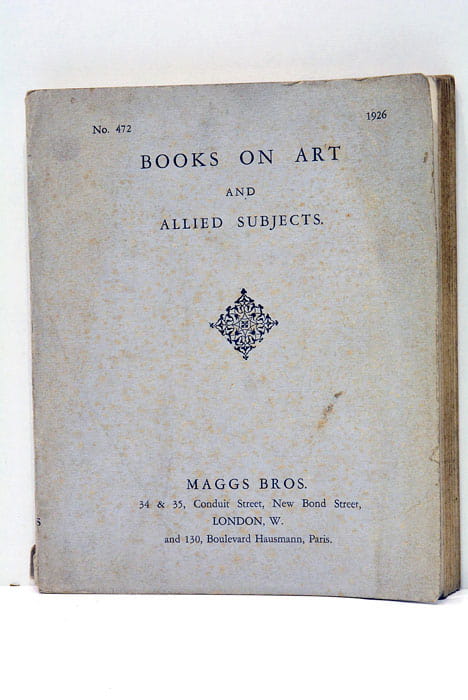 No. 472
1926
BOOKS ON ART
AND
ALLIED SUBJECTS.
MAGGS BROS.
34 & 35, Conduit Street, New Bond Street,
LONDON, W.
and 130, Boulevard Hausmann, Paris.